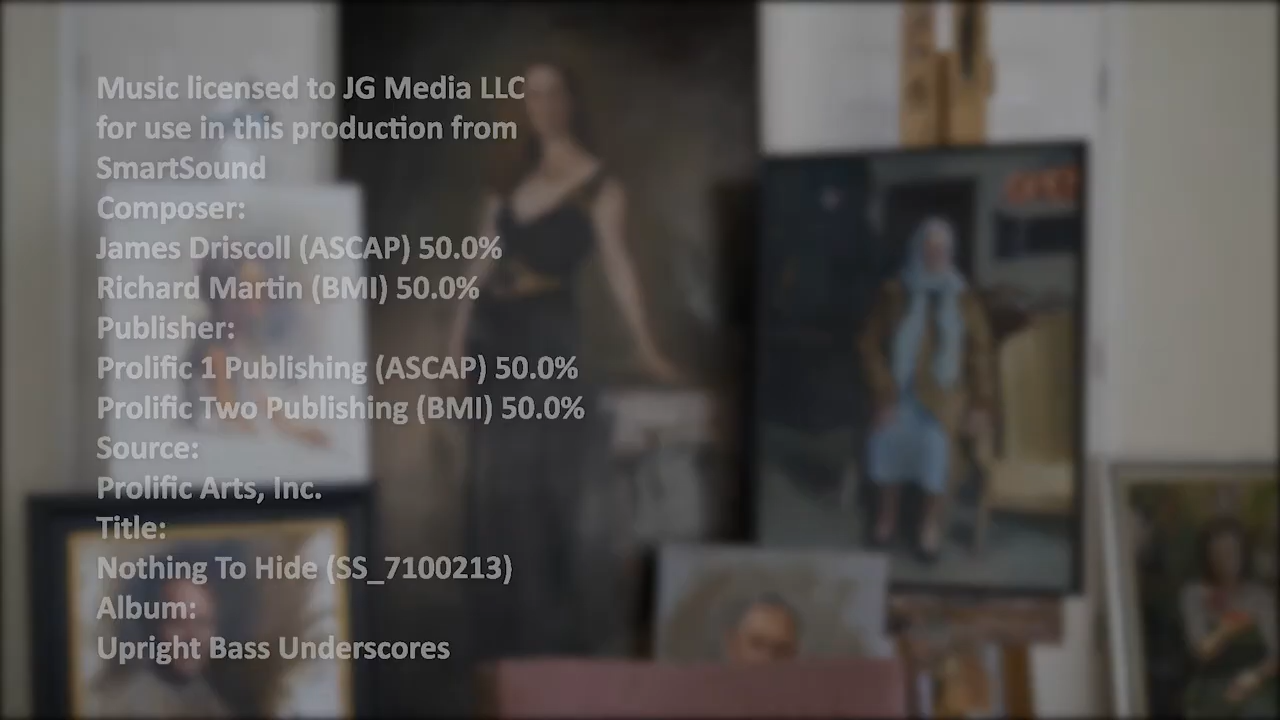 Music licensed to JG Media LLC
for use in this production from
SmartSound
Composer:
James Driscoll (ASCAP) 50.0%
Richard Martin (BMI) 50.0%
Publisher:
Prolific 1 Publishing (ASCAP) 50.0%
Prolific Two Publishing (BMI) 50.0%
Source:
Prolific Arts, Inc.
Title:
Nothing To Hide (SS_7100213)
Album:
Upright Bass Underscores